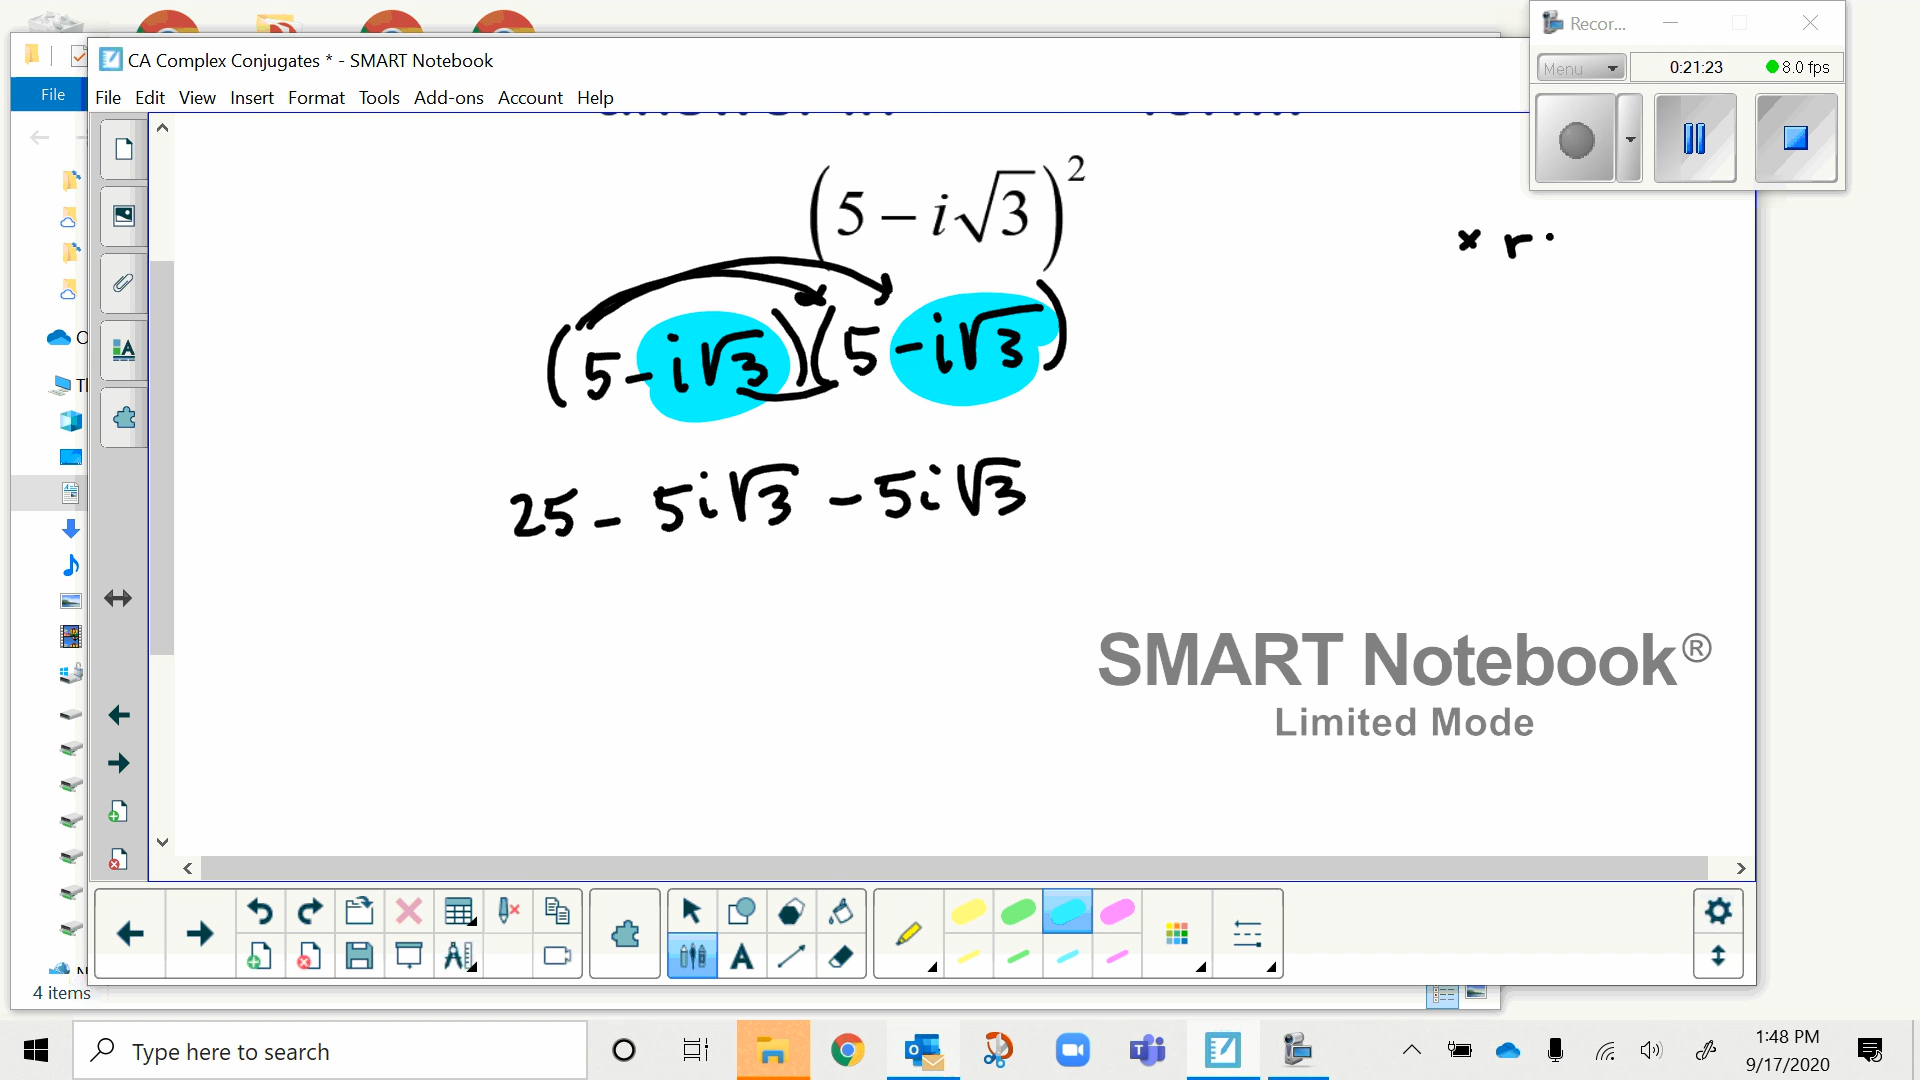 Recor...
CA Complex Conjugates * - SMART Notebook
Menu
0:21:23
8.0 fps
File
File Edit View Insert Format Tools Add-ons Account Help
(5 – i√3)²
* r
(5 - i√3)(5 - i√3)
25 - 5i√3 - 5i√3
SMART Notebook®
Limited Mode
4 items
Type here to search
1:48 PM
9/17/2020